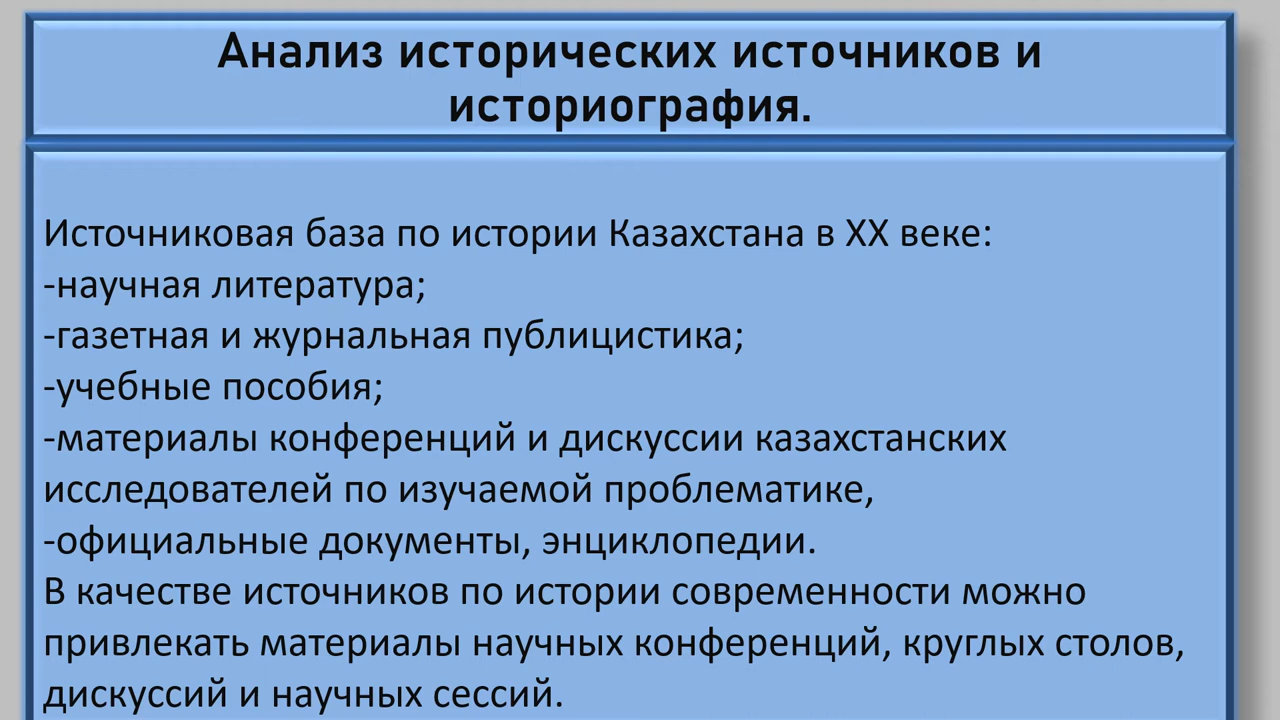 Анализ исторических источников и
историография.
Источниковая база по истории Казахстана в XX веке:
-научная литература;
-газетная и журнальная публицистика;
-учебные пособия;
-материалы конференций и дискуссии казахстанских
исследователей по изучаемой проблематике,
-официальные документы, энциклопедии.
В качестве источников по истории современности можно
привлекать материалы научных конференций, круглых столов,
дискуссий и научных сессий.